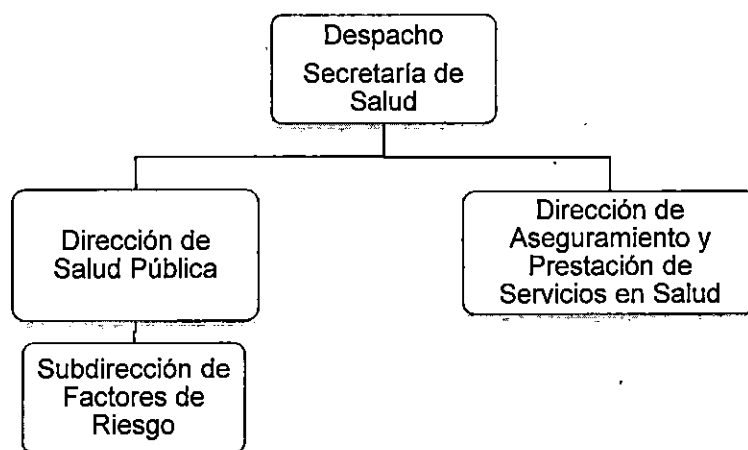 Despacho
Secretaría de
Salud
Dirección de
Salud Pública
Dirección de
Aseguramiento y
Prestación de
Servicios en Salud
Subdirección de
Factores de
Riesgo